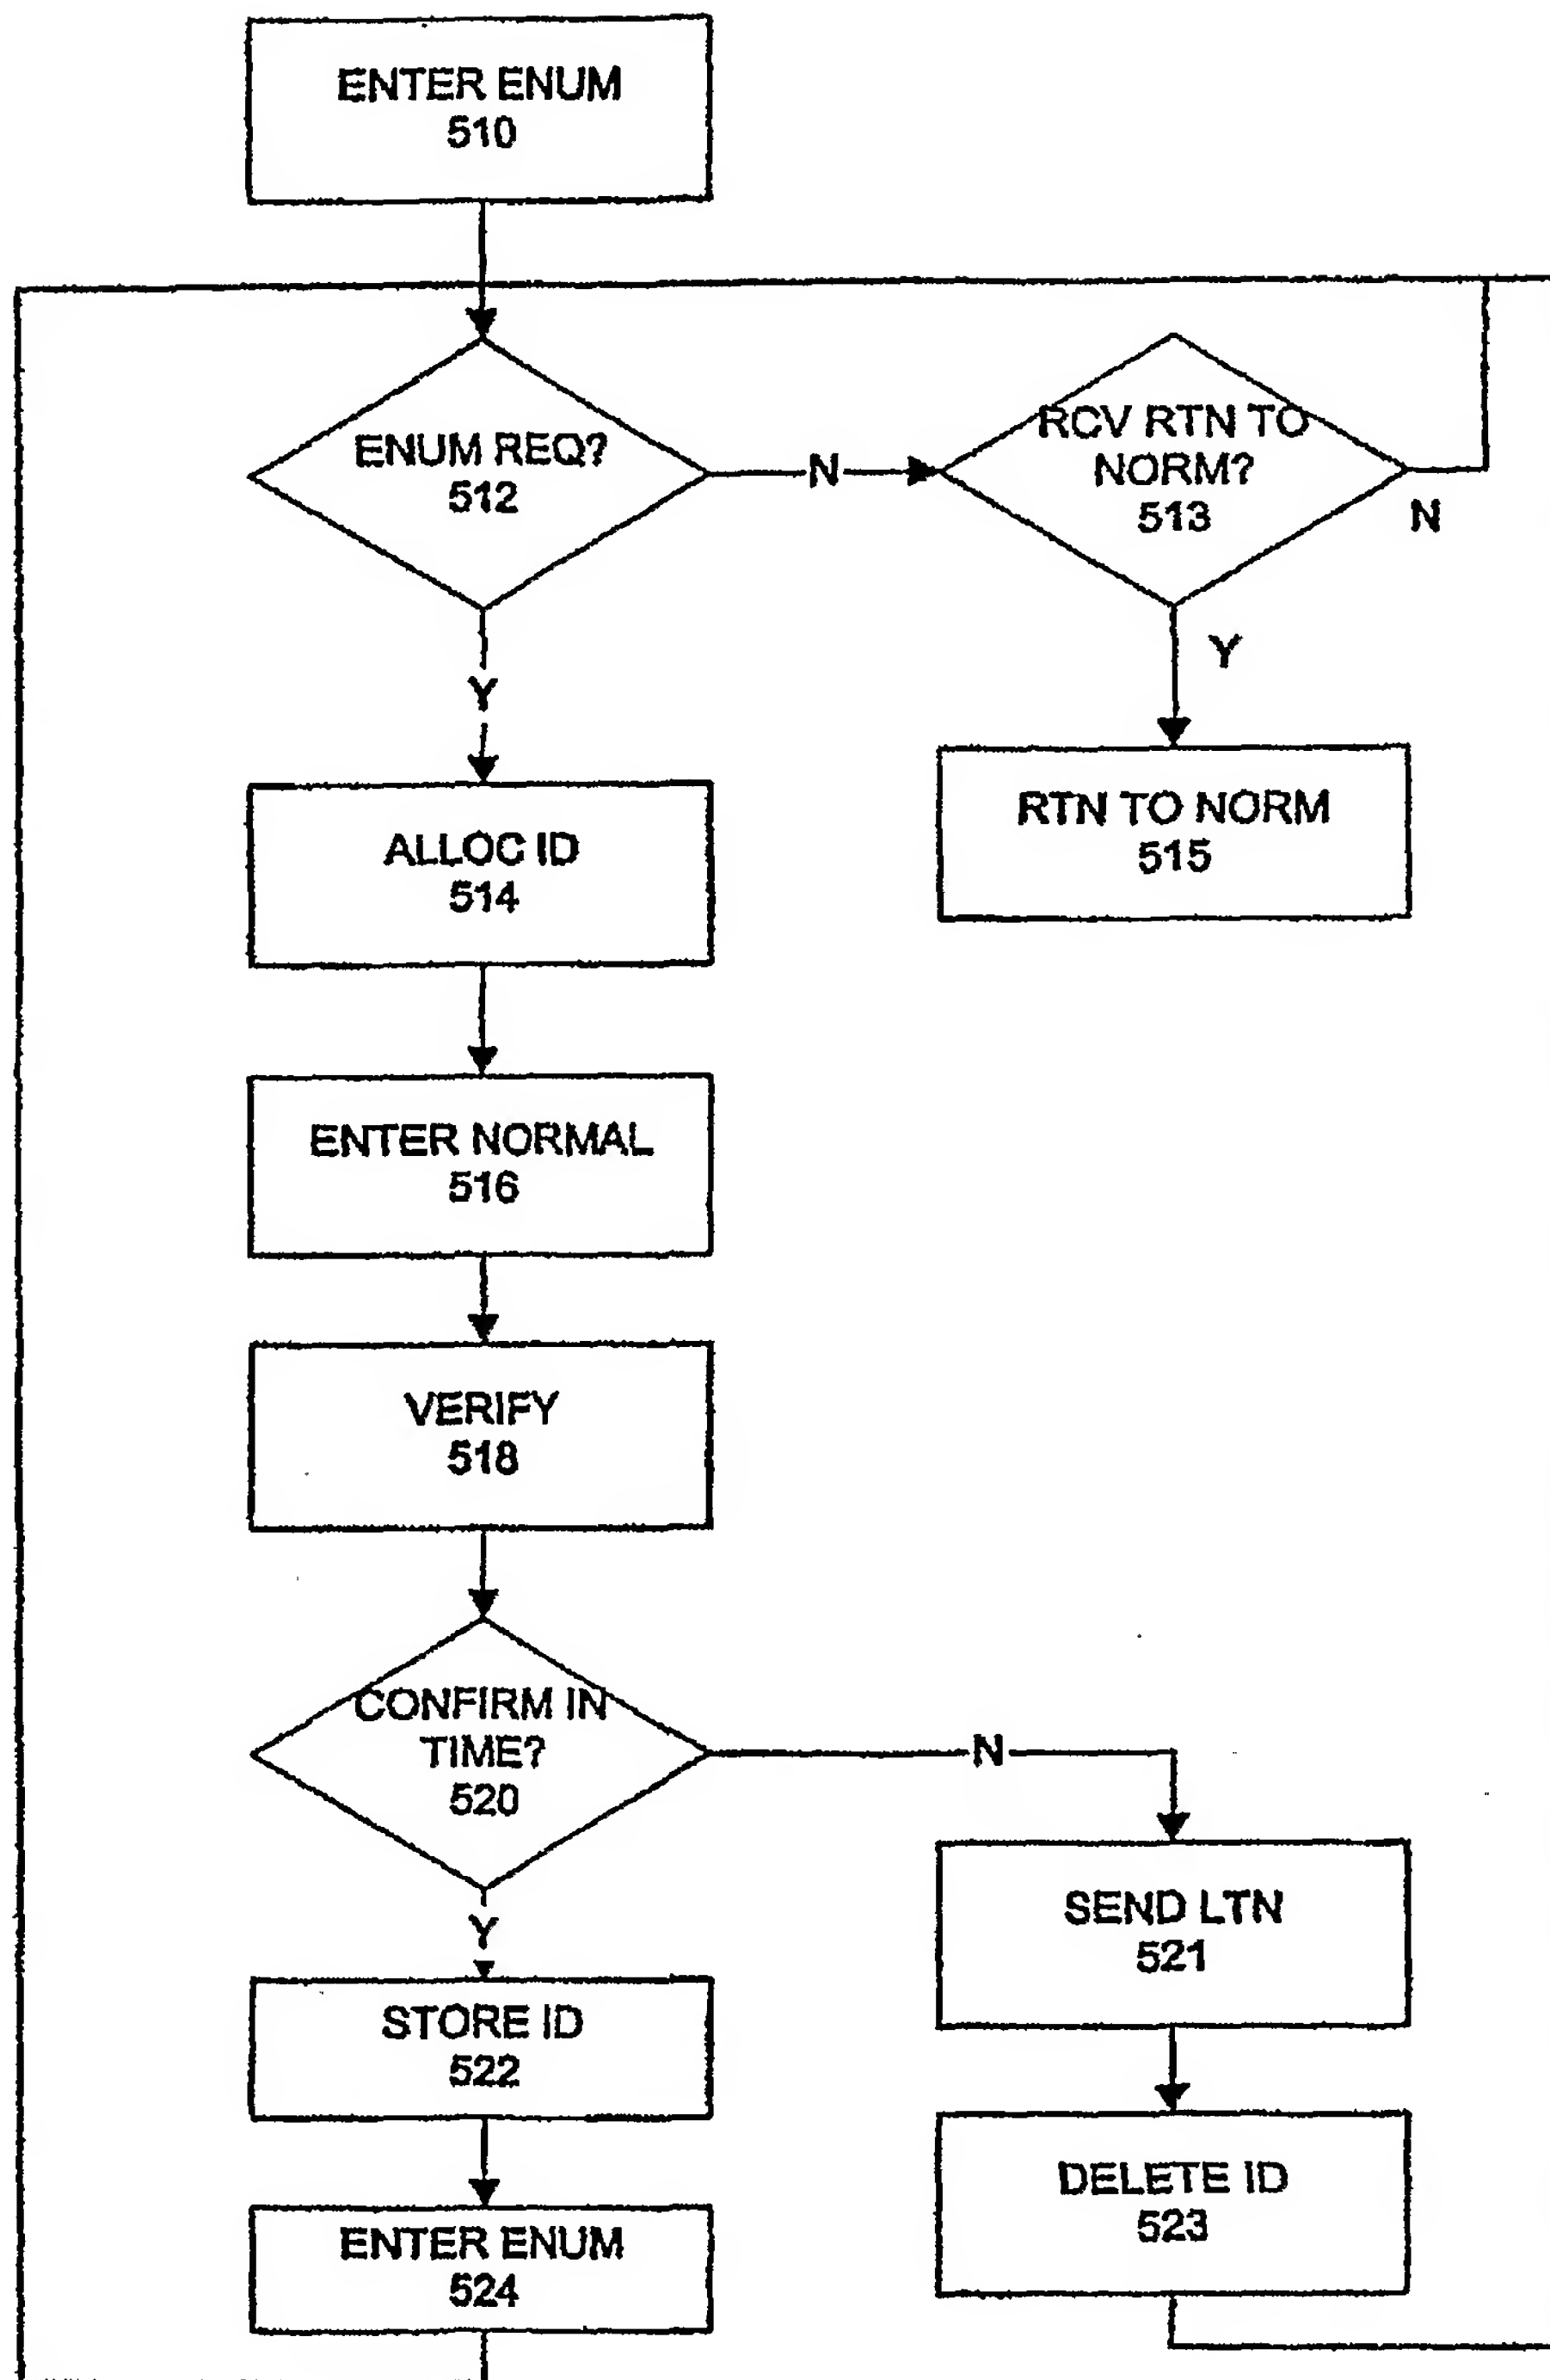 ENTER ENUM
510
ENUM REQ?
512
N
RCV RTN TO
NORM?
513
N
Y
Y
RTN TO NORM
515
ALLOC ID
514
ENTER NORMAL
516
VERIFY
518
CONFIRM IN
TIME?
520
N
Y
SEND LTN
521
STORE ID
522
DELETE ID
523
ENTER ENUM
524